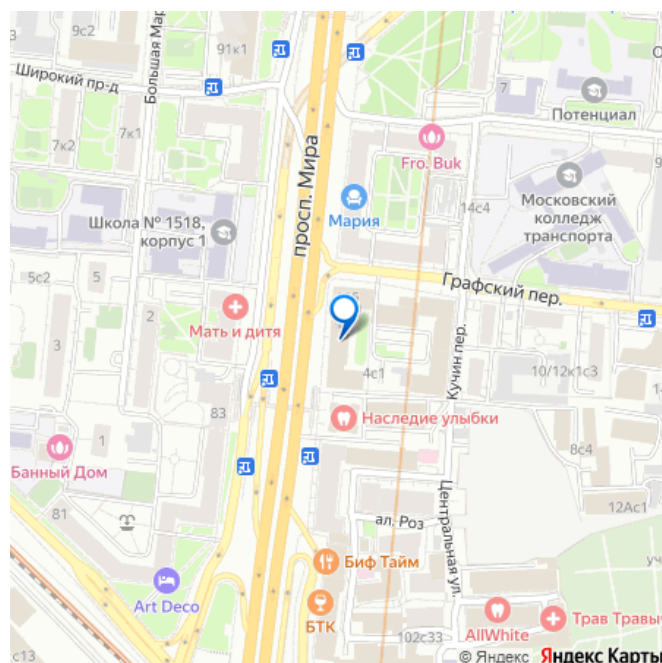 9с2
Большая Мар
91к1
Широкий пр-д
7к1
7к2
7
Потенциал
Fro. Buk
просп. Мира
Мария
Московский
колледж
транспорта
14с4
Школа № 1518,
корпус 1
Графский пер.
5с2
5
2
Мать и дитя
3
4с1
Кучин пер.
10/12к1с3
83
Наследие улыбки
1
Банный Дом
8с4
81
12Ас1
ал. Роз
Центральная ул.
Биф Тайм
Art Deco
БТК
AllWhite
Трав Травы
102с33
с13
© Яндекс Яндекс Карты